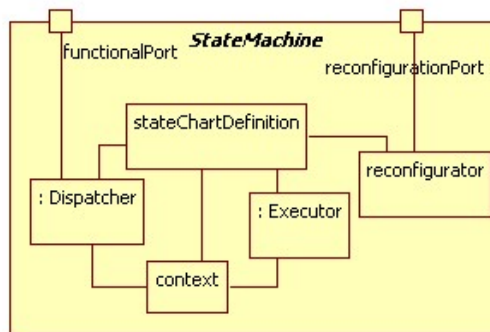 StateMachine
functionalPort
reconfigurationPort
stateChartDefinition
reconfigurator
: Dispatcher
: Executor
context